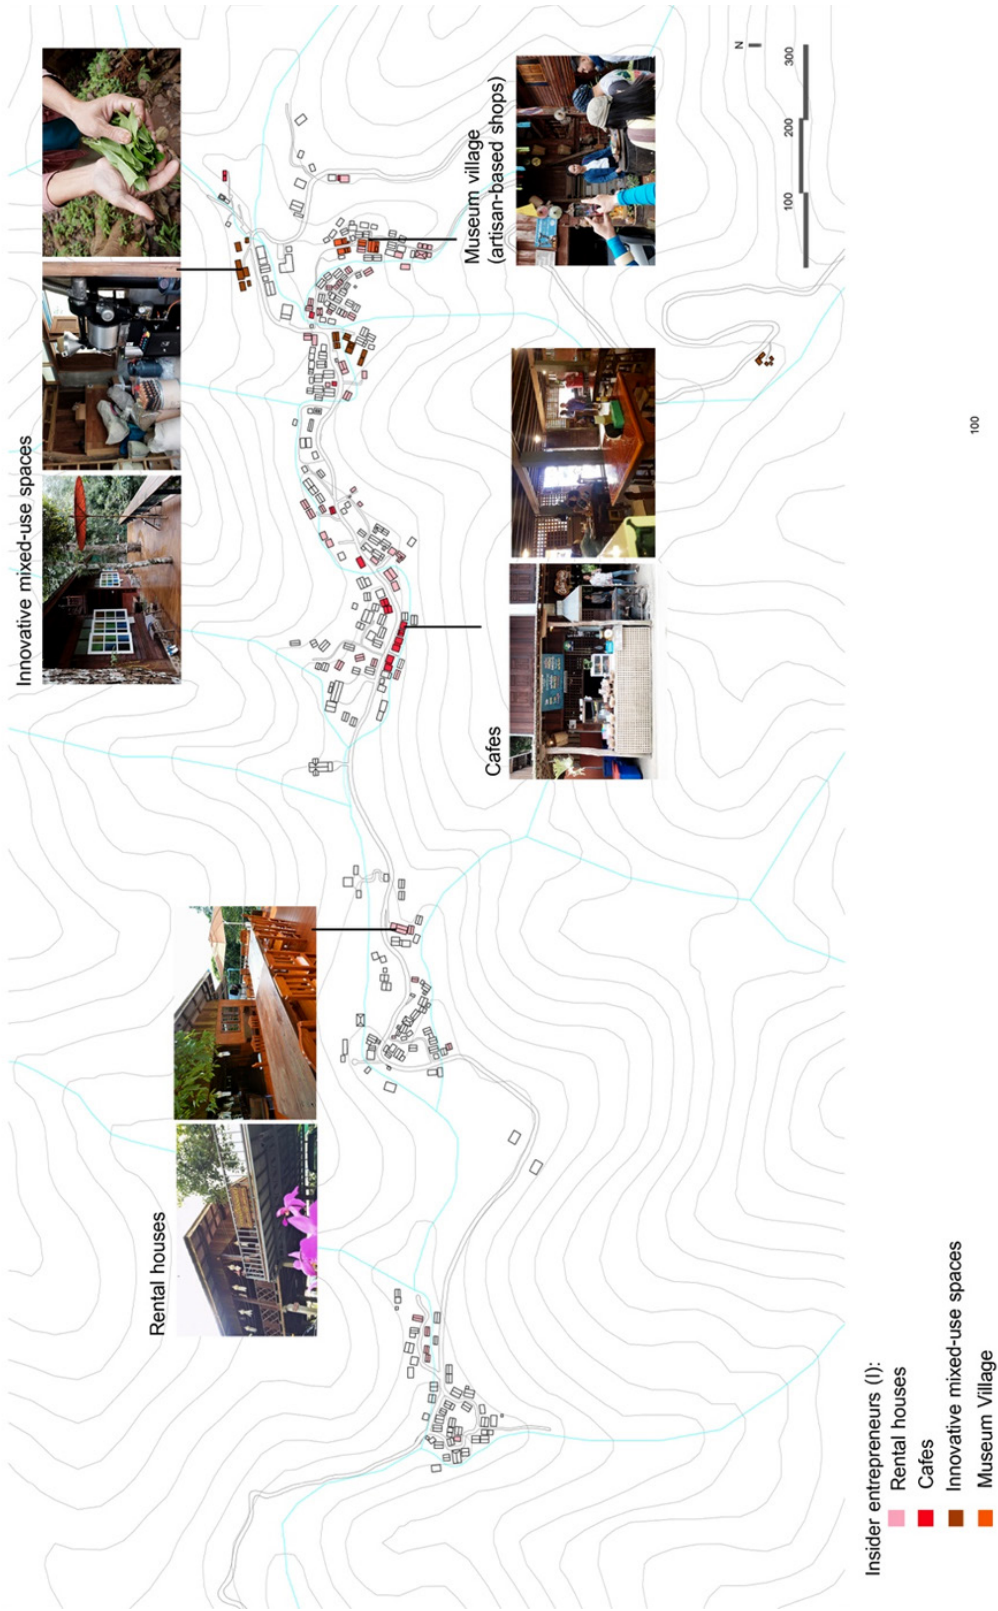 Innovative mixed-use spaces
Museum village
(artisan-based shops)
N
100
200
300
Rental houses
Cafes
Insider entrepreneurs (I):
Rental houses
Cafes
Innovative mixed-use spaces
Museum Village
100